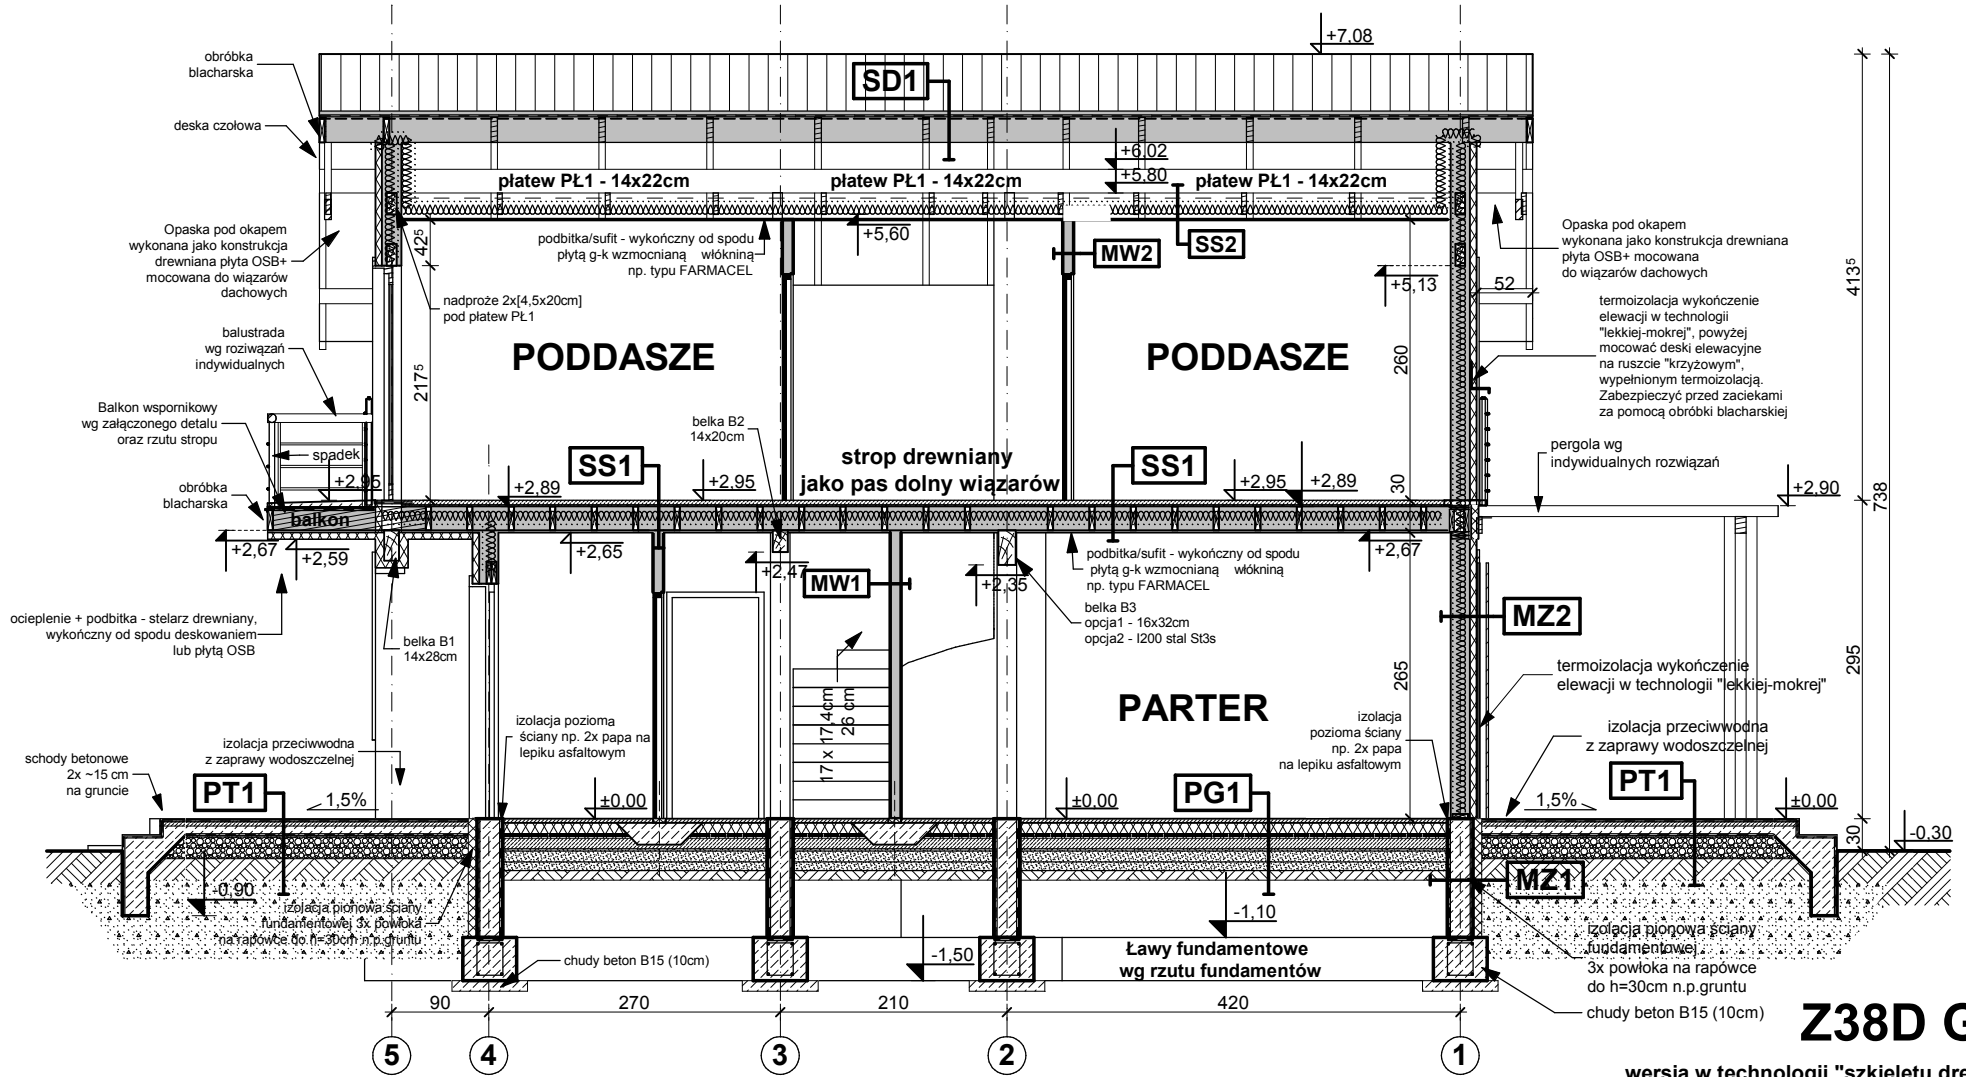 +7,08
obróbka
blacharska
SD1
deska czołowa
+6,02
+5,80
płatew PŁ1 - 14x22cm
płatew PŁ1 - 14x22cm
płatew PŁ1 - 14x22cm
Opaska pod okapem
wykonana jako konstrukcja
drewniana płyta OSB+
mocowana do wiązarów
dachowych
42⁵
podbitka/sufit - wykończny od spodu
płytą g-k wzmocnianą włókniną
np. typu FARMACEL
+5,60
MW2
SS2
+5,13
Opaska pod okapem
wykonana jako konstrukcja drewniana
płyta OSB+ mocowana
do wiązarów dachowych
52
413⁵
nadproże 2x[4,5x20cm]
pod płatew PŁ1
termoizolacja wykończenie
elewacji w technologii
"lekkiej-mokrej", powyżej
mocować deski elewacyjne
na ruszcie "krzyżowym",
wypełnionym termoizolacją.
Zabezpieczyć przed zaciekami
za pomocą obróbki blacharskiej
balustrada
wg roziwązań
indywidualnych
217⁵
PODDASZE
PODDASZE
260
Balkon wspornikowy
wg załączonego detalu
oraz rzutu stropu
spadek
belka B2
14x20cm
SS1
strop drewniany
jako pas dolny wiązarów
SS1
pergola wg
indywidualnych rozwiązań
obróbka
blacharska
+2,95
+2,89
+2,95
+2,95
+2,89
30
+2,90
738
balkon
+2,67
+2,59
+2,65
+2,47
MW1
+2,35
podbitka/sufit - wykończny od spodu
płytą g-k wzmocnianą włókniną
np. typu FARMACEL
+2,67
belka B3
opcja1 - 16x32cm
opcja2 - I200 stal St3s
MZ2
ocieplenie + podbitka - stelarz drewniany,
wykończny od spodu deskowaniem
lub płytą OSB
belka B1
14x28cm
265
295
termoizolacja wykończenie
elewacji w technologii "lekkiej-mokrej"
PARTER
17 x 17,4cm
26 cm
izolacja pozioma
ściany np. 2x papa na
lepiku asfaltowym
izolacja
pozioma ściany
np. 2x papa
na lepiku asfaltowym
izolacja przeciwwodna
z zaprawy wodoszczelnej
izolacja przeciwwodna
z zaprawy wodoszczelnej
schody betonowe
2x ~15 cm
na gruncie
PT1
1,5%
±0.00
±0.00
PG1
1,5%
PT1
±0.00
30
-0.30
-0,90
MZ1
izolacja pionowa ściany
fundamentowej 3x powłoka
na rapówce do h=30cm n.p.gruntu
-1,10
-1,50
chudy beton B15 (10cm)
Ławy fundamentowe
wg rzutu fundamentów
izolacja pionowa ściany
fundamentowej
3x powłoka na rapówce
do h=30cm n.p.gruntu
chudy beton B15 (10cm)
90
270
210
420
Z38D G
5
4
3
2
1
wersja w technologii "szkieletu dre